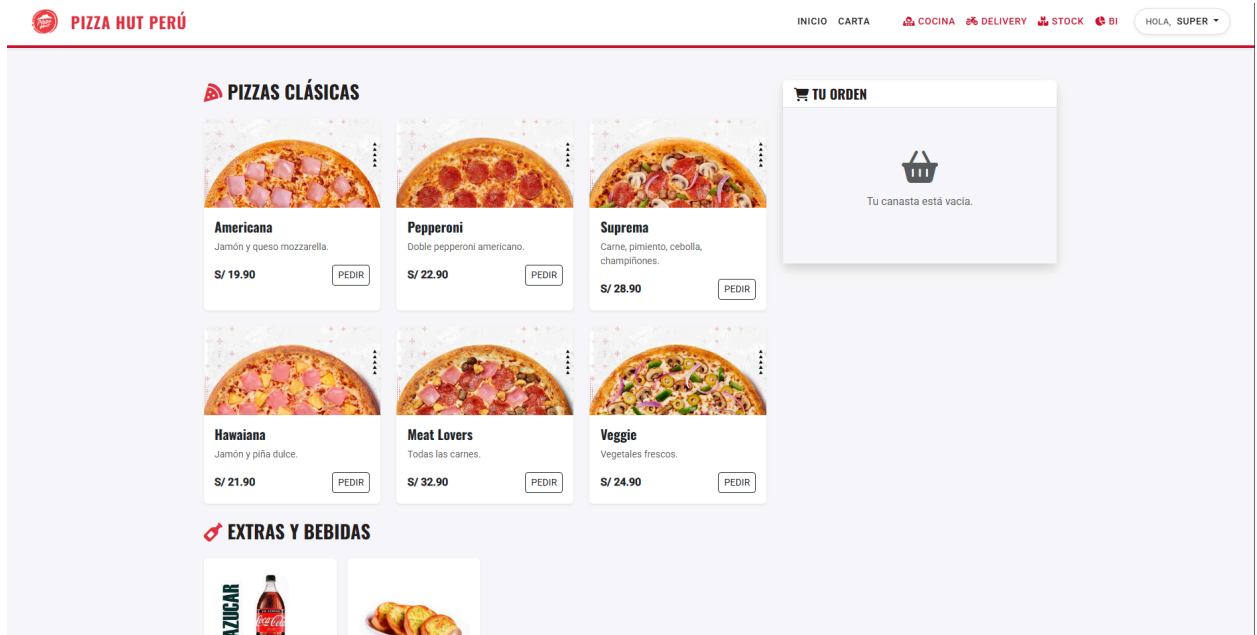 PIZZA HUT PERÚ
INICIO CARTA COCINA DELIVERY STOCK BI HOLA, SUPER
PIZZAS CLÁSICAS
Americana
Jamón y queso mozzarella.
S/ 19.90 PEDIR
Pepperoni
Doble pepperoni americano.
S/ 22.90 PEDIR
Suprema
Carne, pimiento, cebolla,
champiñones.
S/ 28.90 PEDIR
Hawaiana
Jamón y piña dulce.
S/ 21.90 PEDIR
Meat Lovers
Todas las carnes.
S/ 32.90 PEDIR
Veggie
Vegetales frescos.
S/ 24.90 PEDIR
EXTRAS Y BEBIDAS
AZUCAR
Coca-Cola
TU ORDEN
Tu canasta está vacía.